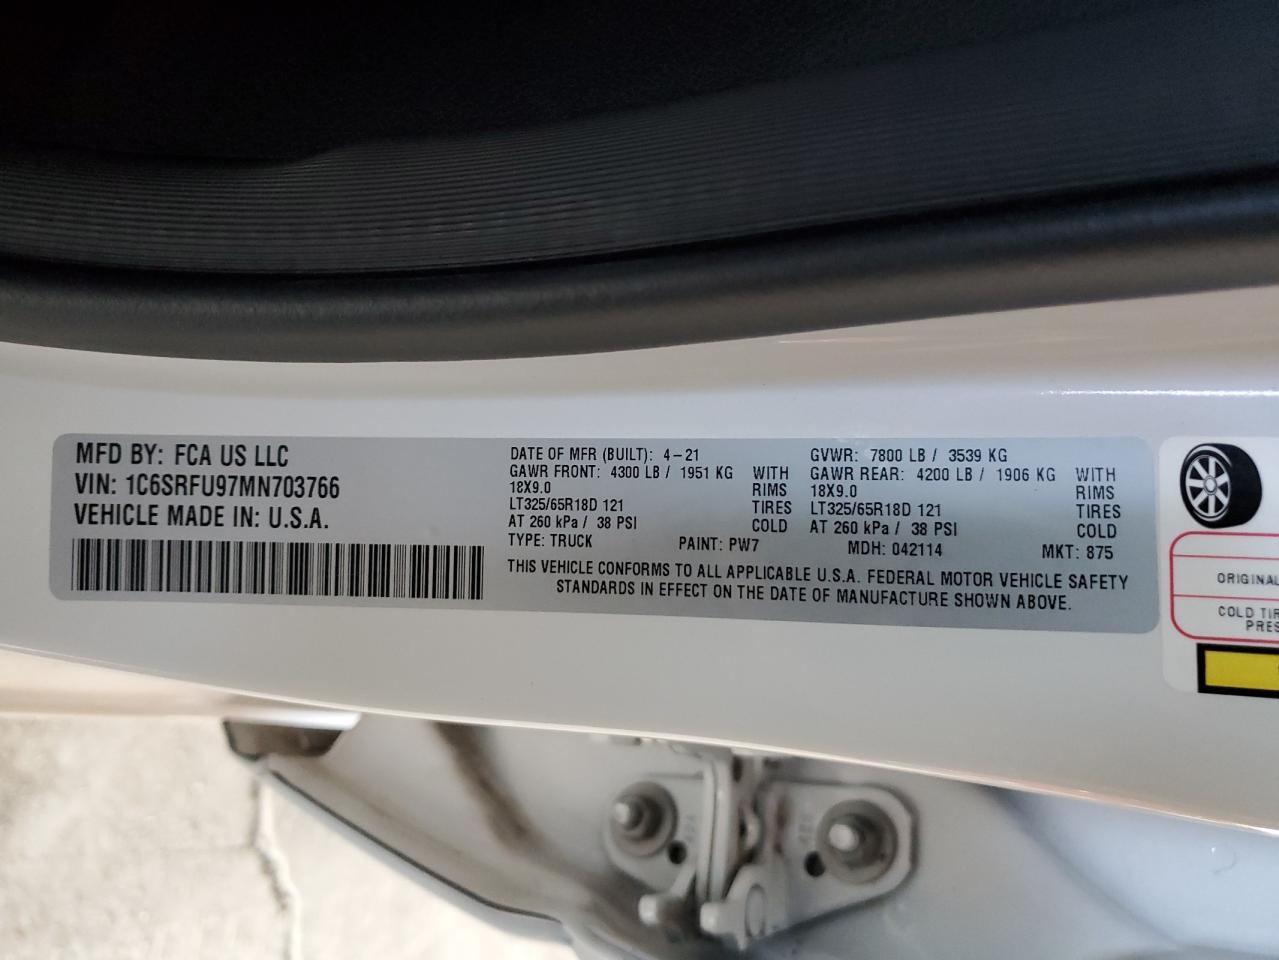 MFD BY: FCA US LLC
VIN: 1C6SRFU97MN703766
VEHICLE MADE IN: U.S.A.
DATE OF MFR (BUILT): 4-21
GAWR FRONT: 4300 LB / 1951 KG WITH
18X9.0 RIMS
LT325/65R18D 121 TIRES
AT 260 kPa / 38 PSI COLD
TYPE: TRUCK PAINT: PW7
GVWR: 7800 LB / 3539 KG
GAWR REAR: 4200 LB / 1906 KG WITH
18X9.0 RIMS
LT325/65R18D 121 TIRES
AT 260 kPa / 38 PSI COLD
MDH: 042114 MKT: 875
THIS VEHICLE CONFORMS TO ALL APPLICABLE U.S.A. FEDERAL MOTOR VEHICLE SAFETY
STANDARDS IN EFFECT ON THE DATE OF MANUFACTURE SHOWN ABOVE.
ORIGINAL
COLD TIR
PRES